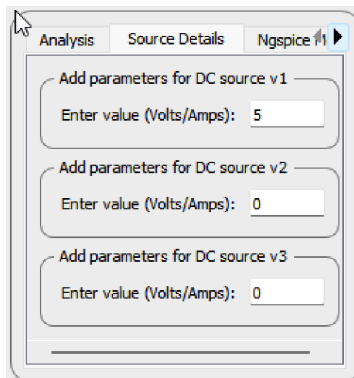 Analysis Source Details Ngspice
Add parameters for DC source v1
Enter value (Volts/Amps): 5
Add parameters for DC source v2
Enter value (Volts/Amps): 0
Add parameters for DC source v3
Enter value (Volts/Amps): 0